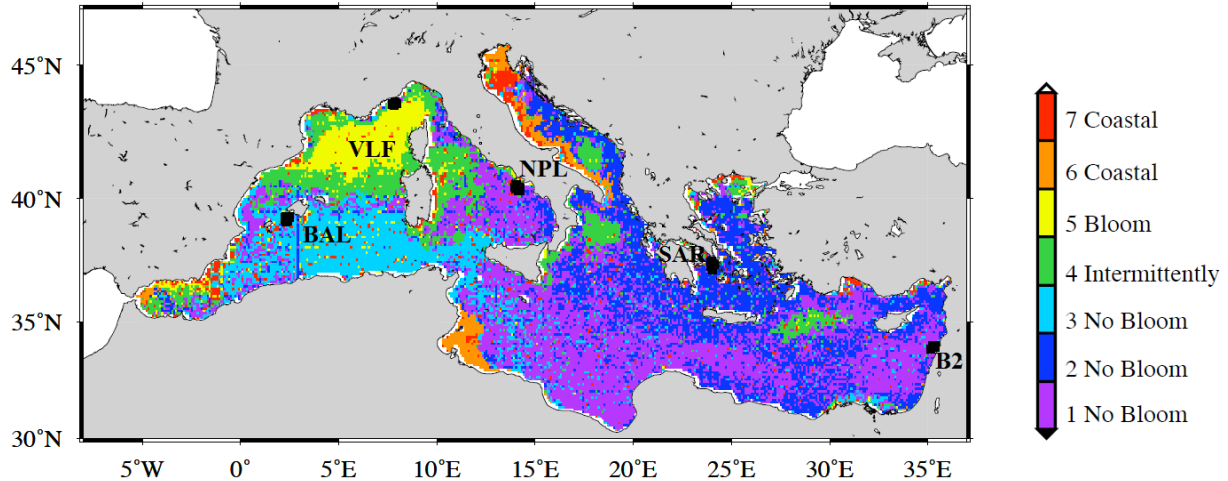 45°N
40°N
35°N
30°N
5°W 0° 5°E 10°E 15°E 20°E 25°E 30°E 35°E
VLF
NPL
BAL
SAR
B2
7 Coastal
6 Coastal
5 Bloom
4 Intermittently
3 No Bloom
2 No Bloom
1 No Bloom